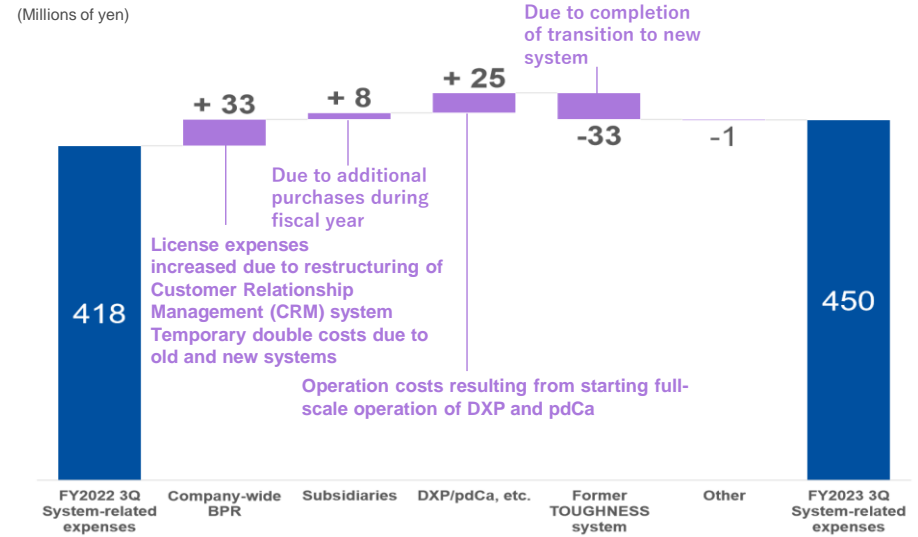 (Millions of yen)
Due to completion
of transition to new
system
+ 33
+ 8
+ 25
-33
-1
Due to additional
purchases during
fiscal year
License expenses
increased due to restructuring of
Customer Relationship
Management (CRM) system
Temporary double costs due to
old and new systems
Operation costs resulting from starting full-
scale operation of DXP and pdCa
418
450
FY2022 3Q
System-related
expenses
Company-wide
BPR
Subsidiaries
DXP/pdCa, etc.
Former
TOUGHNESS
system
Other
FY2023 3Q
System-related
expenses